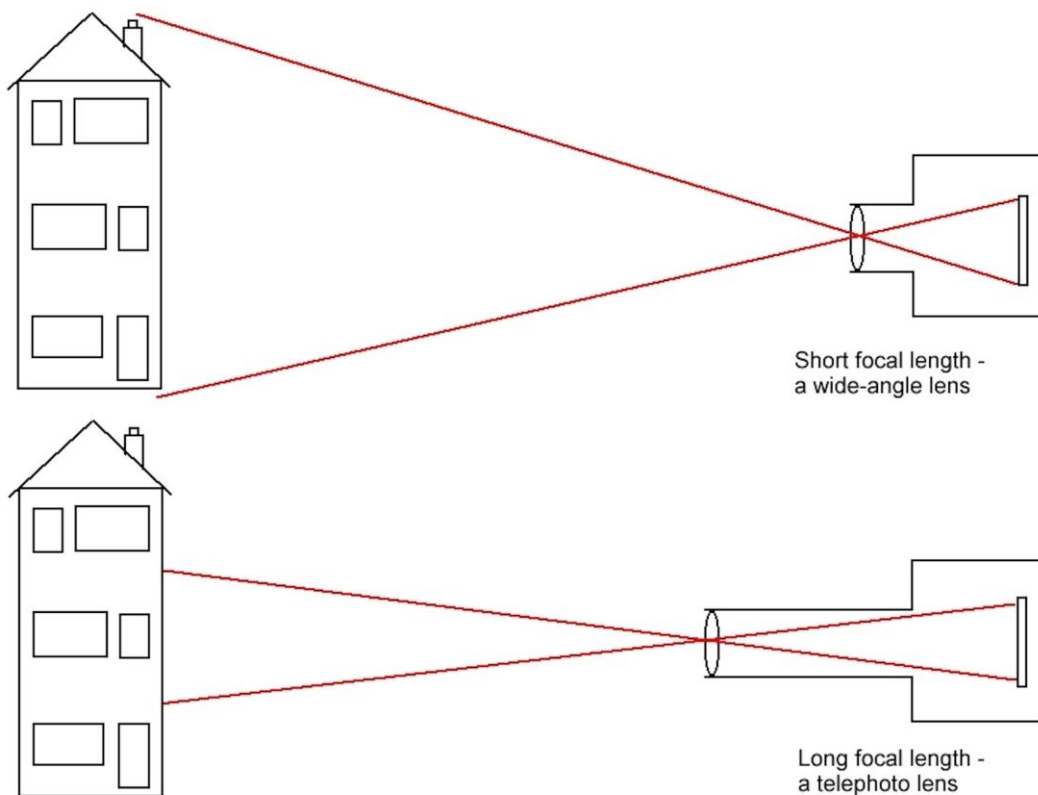 Short focal length -
a wide-angle lens
Long focal length -
a telephoto lens